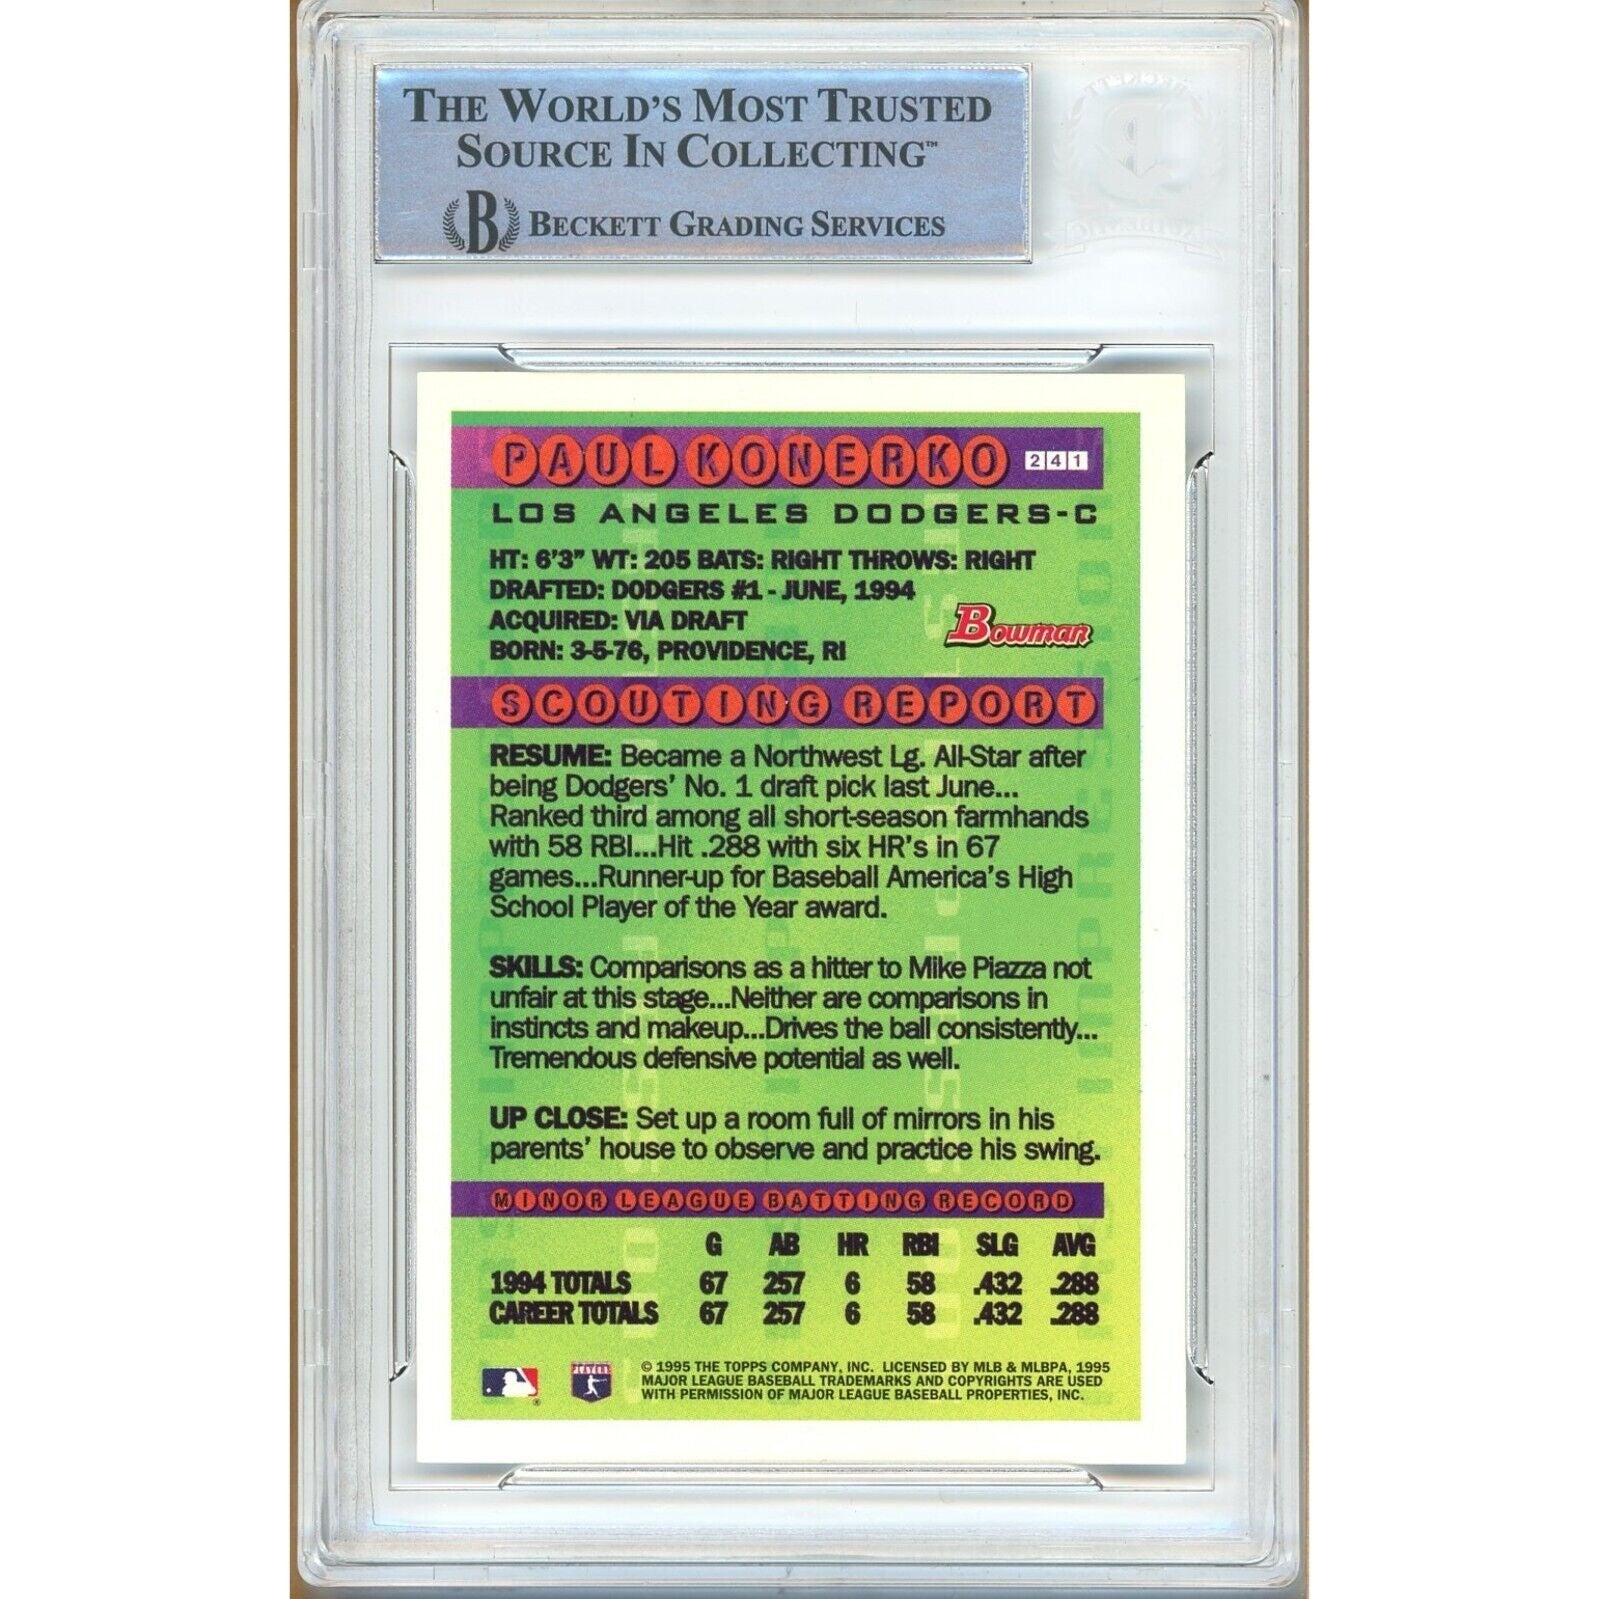 THE WORLD'S MOST TRUSTED
SOURCE IN COLLECTING™
B BECKETT GRADING SERVICES
PAUL KONERKO 241
LOS ANGELES DODGERS-C
HT: 6'3" WT: 205 BATS: RIGHT THROWS: RIGHT
DRAFTED: DODGERS #1 - JUNE, 1994
ACQUIRED: VIA DRAFT
BORN: 3-5-76, PROVIDENCE, RI
Bowman
SCOUTING REPORT
RESUME: Became a Northwest Lg. All-Star after
being Dodgers' No. 1 draft pick last June...
Ranked third among all short-season farmhands
with 58 RBI...Hit .288 with six HR's in 67
games...Runner-up for Baseball America's High
School Player of the Year award.
SKILLS: Comparisons as a hitter to Mike Piazza not
unfair at this stage...Neither are comparisons in
instincts and makeup...Drives the ball consistently...
Tremendous defensive potential as well.
UP CLOSE: Set up a room full of mirrors in his
parents' house to observe and practice his swing.
MINOR LEAGUE BATTING RECORD
G AB HR RBI SLG AVG
1994 TOTALS 67 257 6 58 .432 .288
CAREER TOTALS 67 257 6 58 .432 .288
PLAYERS
© 1995 THE TOPPS COMPANY, INC. LICENSED BY MLB & MLBPA, 1995
MAJOR LEAGUE BASEBALL TRADEMARKS AND COPYRIGHTS ARE USED
WITH PERMISSION OF MAJOR LEAGUE BASEBALL PROPERTIES, INC.